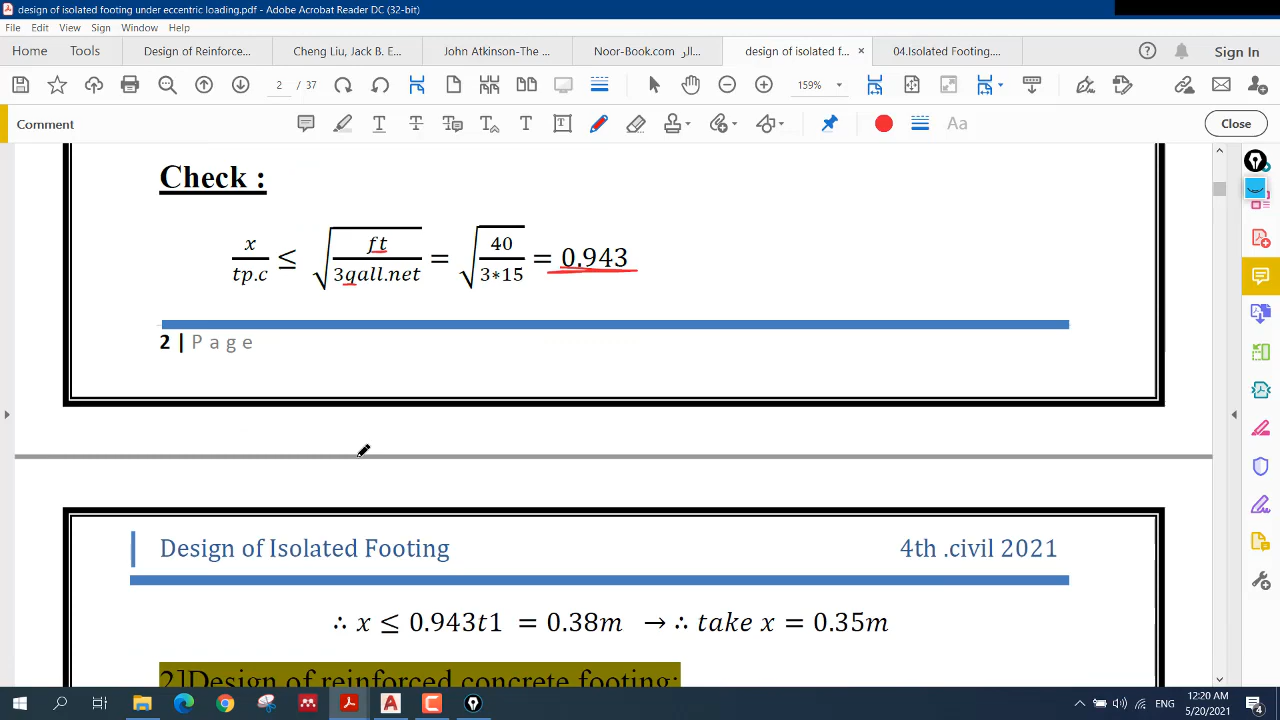 design of isolated footing under eccentric loading.pdf - Adobe Acrobat Reader DC (32-bit)
File Edit View Sign Window Help
Home Tools Design of Reinforce... Cheng Liu, Jack B. E... John Atkinson-The ... Noor-Book.com ال... design of isolated f... × 04.Isolated Footing.... Sign In
2 / 37 159%
Comment Close
Check :
x/tp.c ≤ √(ft/3qall.net) = √(40/3*15) = 0.943
2 | Page
Design of Isolated Footing 4th .civil 2021
∴ x ≤ 0.943t1 = 0.38m → ∴ take x = 0.35m
2]Design of reinforced concrete footing:
ENG 12:20 AM
5/20/2021 4